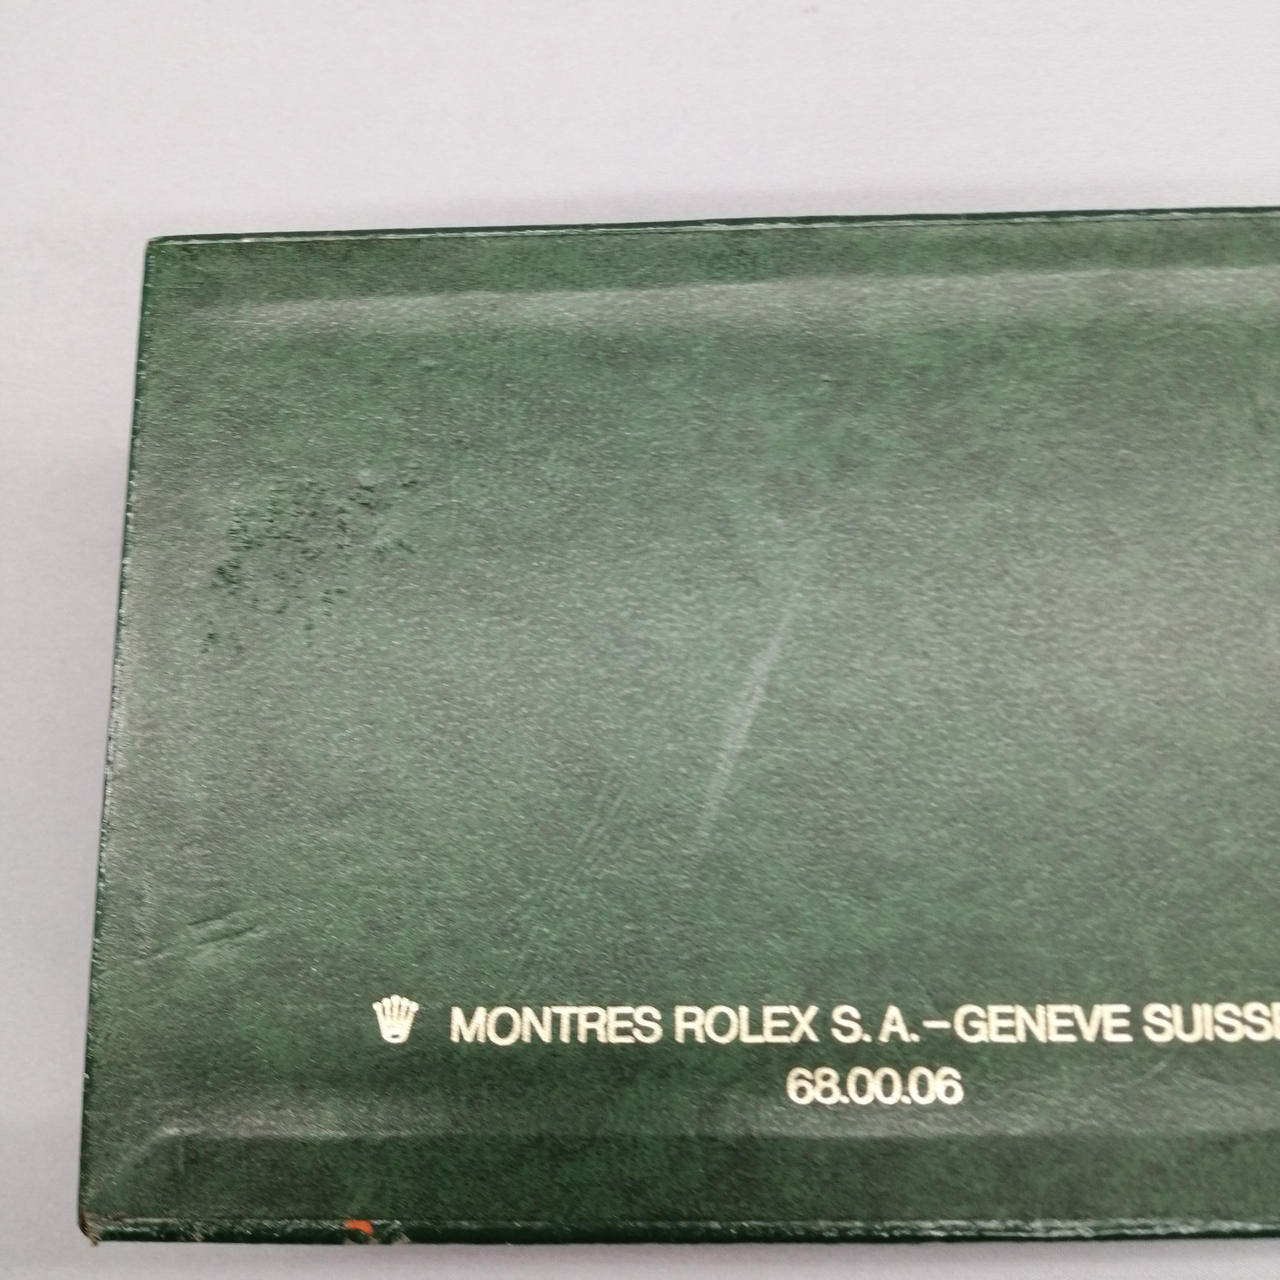 MONTRES ROLEX S.A.-GENEVE SUISSE
68.00.06